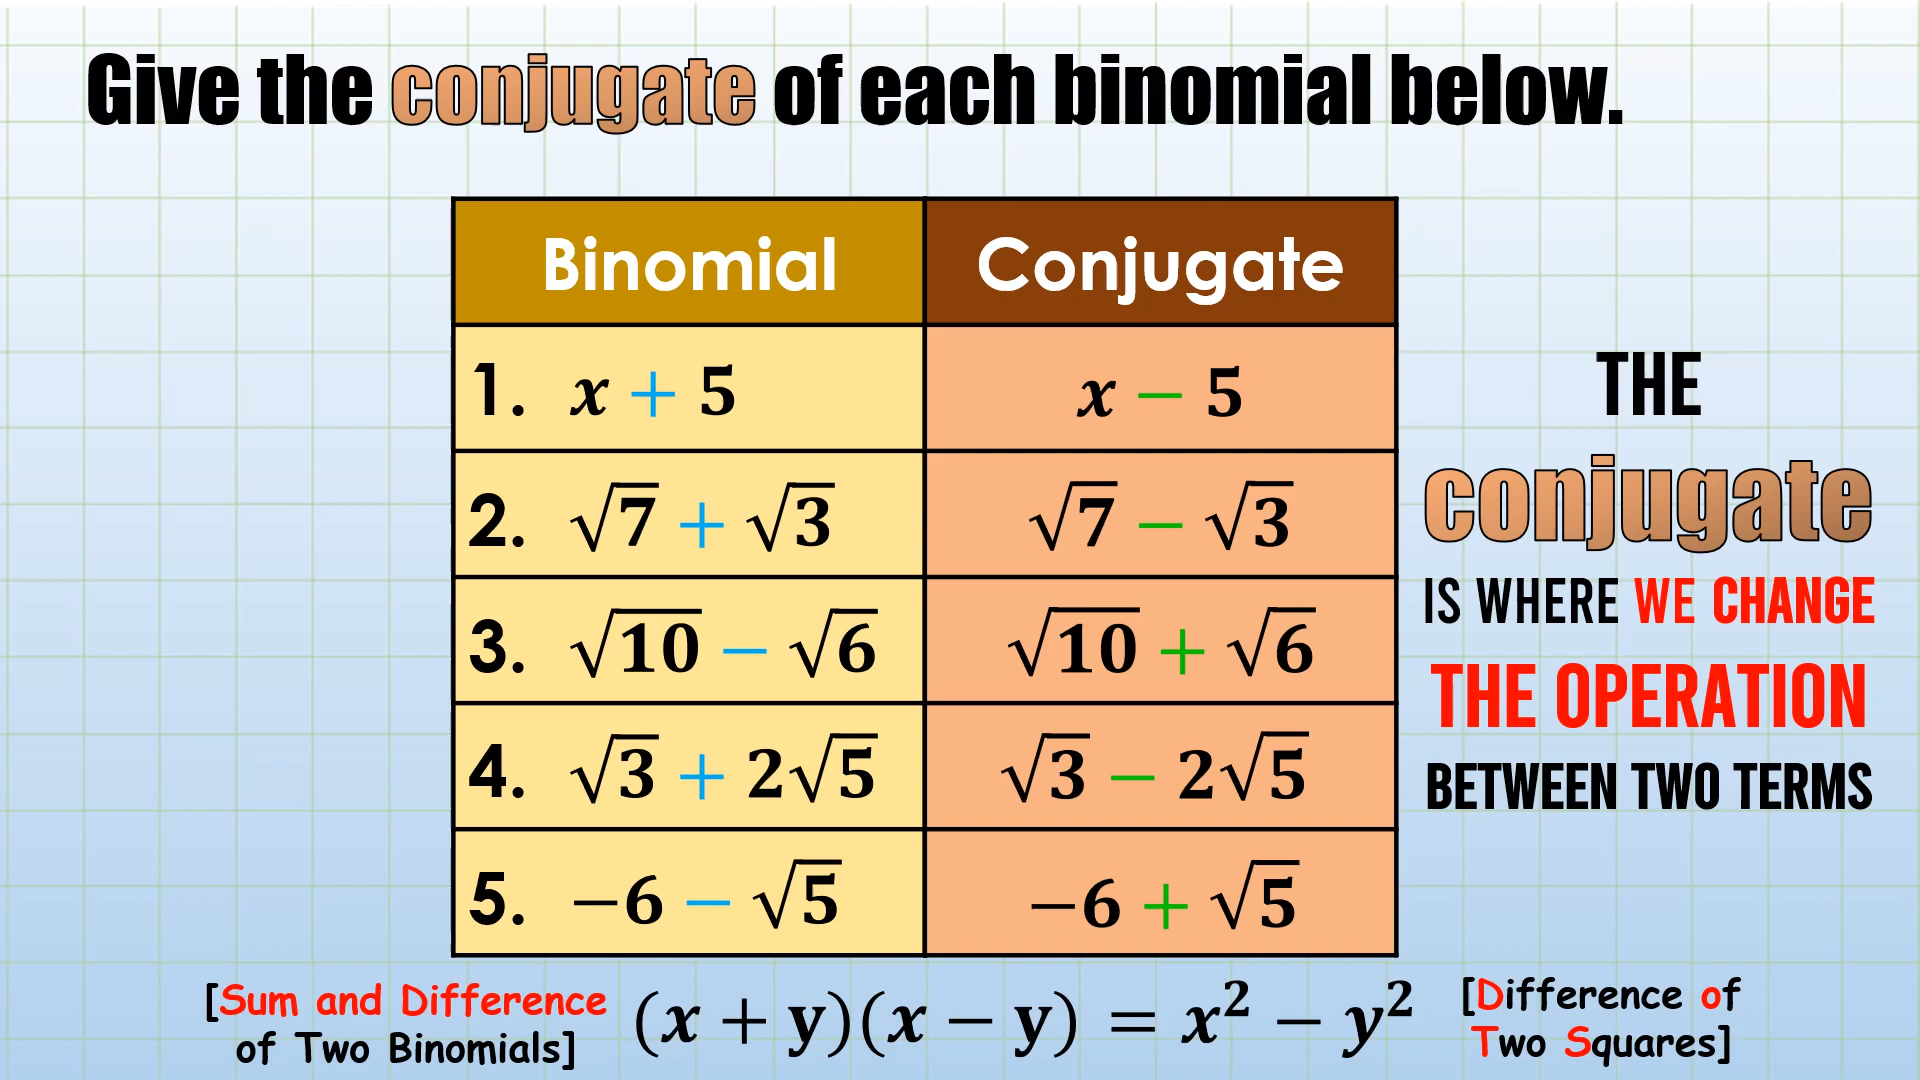 Give the conjugate of each binomial below.
Binomial Conjugate
1. x + 5 x − 5
2. √7 + √3 √7 − √3
3. √10 − √6 √10 + √6
4. √3 + 2√5 √3 − 2√5
5. −6 − √5 −6 + √5
THE
conjugate
IS WHERE WE CHANGE
THE OPERATION
BETWEEN TWO TERMS
[Sum and Difference
of Two Binomials]
(x + y)(x − y) = x² − y²
[Difference of
Two Squares]